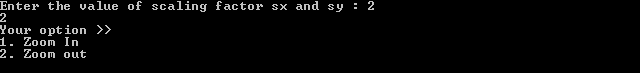 Enter the value of scaling factor sx and sy : 2
2
Your option >>
1. Zoom In
2. Zoom out